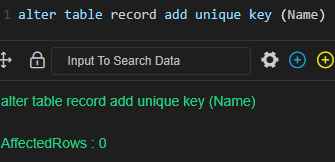 1 alter table record add unique key (Name)
Input To Search Data
alter table record add unique key (Name)
AffectedRows : 0